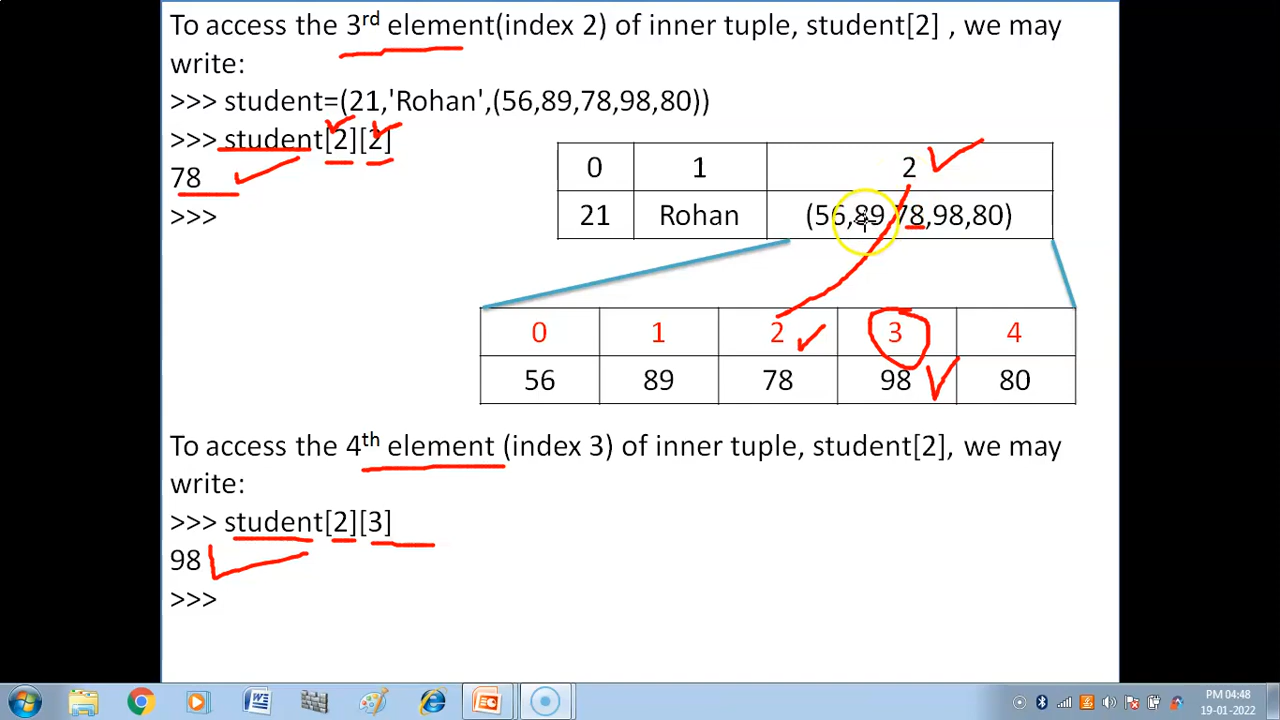 To access the 3rd element(index 2) of inner tuple, student[2] , we may
write:
>>> student=(21,'Rohan',(56,89,78,98,80))
>>> student[2][2]
78
>>>
0 1 2
21 Rohan (56,89,78,98,80)
0 1 2 3 4
56 89 78 98 80
To access the 4th element (index 3) of inner tuple, student[2], we may
write:
>>> student[2][3]
98
>>>
PM 04:48
19-01-2022